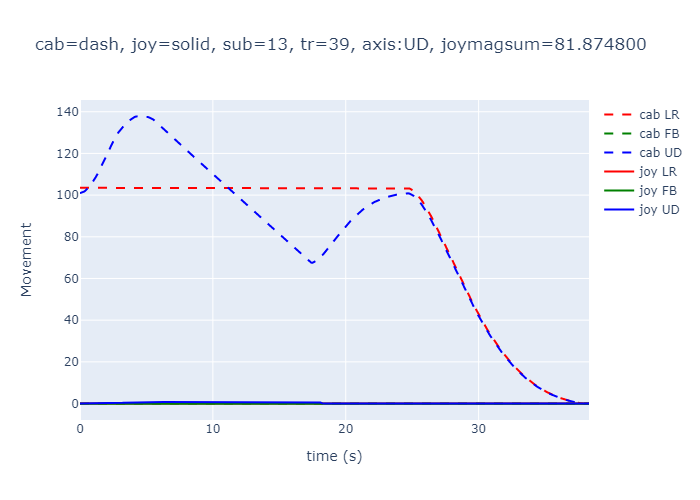 cab=dash, joy=solid, sub=13, tr=39, axis:UD, joymagsum=81.874800
140
120
100
80
60
40
20
0
Movement
0 10 20 30
time (s)
cab LR
cab FB
cab UD
joy LR
joy FB
joy UD